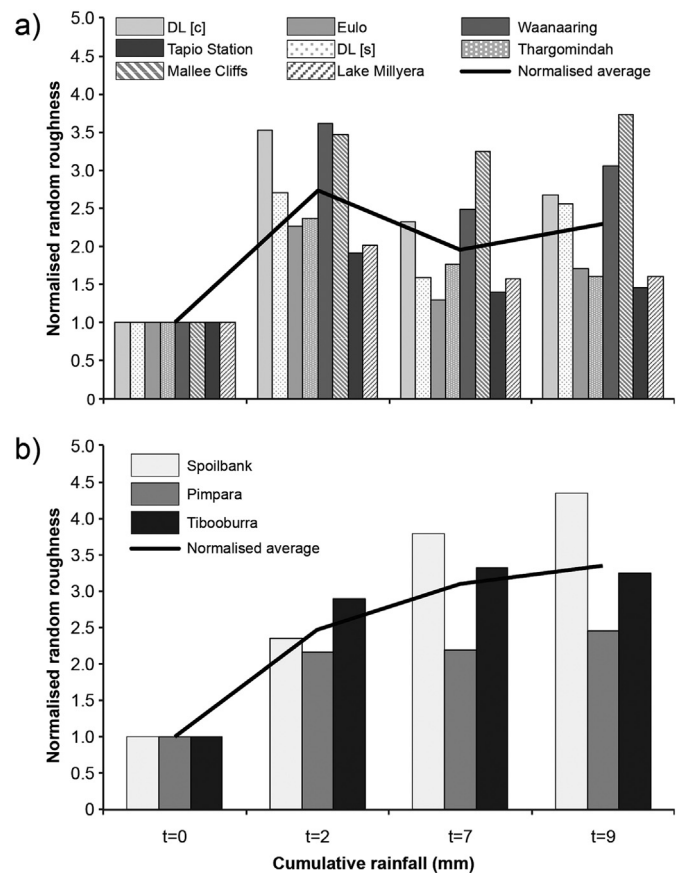 a)
5.0
4.5
4.0
3.5
3.0
2.5
2.0
1.5
1.0
0.5
0
Normalised random roughness
DL [c] Eulo Waanaaring
Tapio Station DL [s] Thargomindah
Mallee Cliffs Lake Millyera Normalised average
b)
5.0
4.5
4.0
3.5
3.0
2.5
2.0
1.5
1.0
0.5
0
Normalised random roughness
Spoilbank
Pimpara
Tibooburra
Normalised average
t=0 t=2 t=7 t=9
Cumulative rainfall (mm)